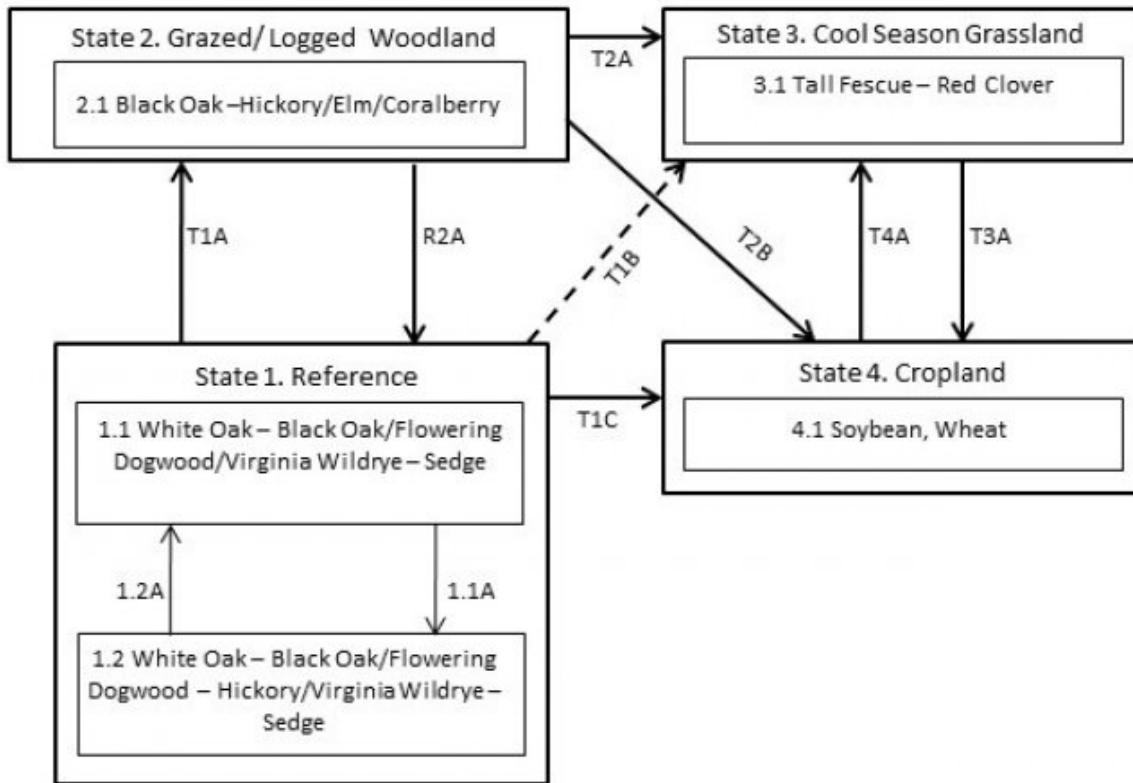 State 2. Grazed/ Logged Woodland
2.1 Black Oak –Hickory/Elm/Coralberry
T2A
State 3. Cool Season Grassland
3.1 Tall Fescue – Red Clover
T1A
R2A
T1B
T2B
T4A
T3A
State 1. Reference
1.1 White Oak – Black Oak/Flowering
Dogwood/Virginia Wildrye – Sedge
1.2A
1.1A
1.2 White Oak – Black Oak/Flowering
Dogwood – Hickory/Virginia Wildrye –
Sedge
T1C
State 4. Cropland
4.1 Soybean, Wheat